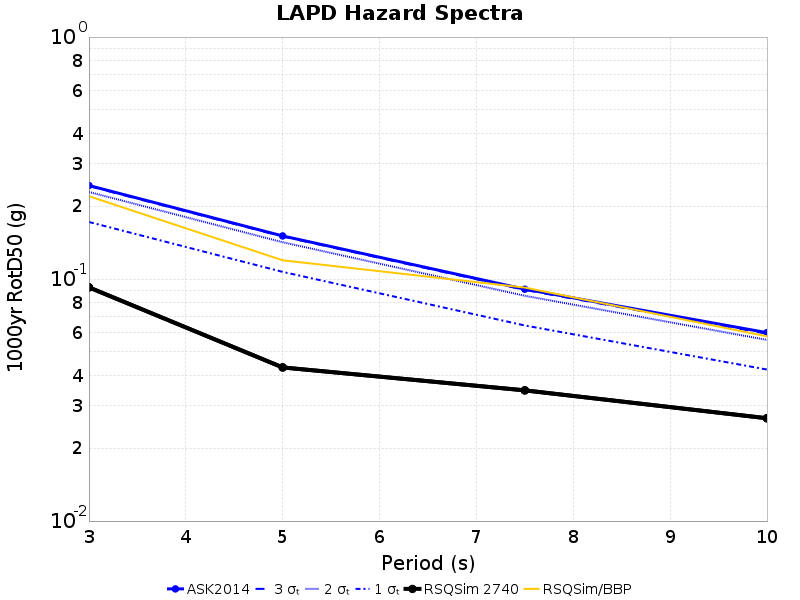 LAPD Hazard Spectra
1000yr RotD50 (g)
10^0
8
6
4
3
2
10^-1
8
6
4
3
2
10^-2
3 4 5 6 7 8 9 10
Period (s)
ASK2014 3 σₜ 2 σₜ 1 σₜ RSQSim 2740 RSQSim/BBP